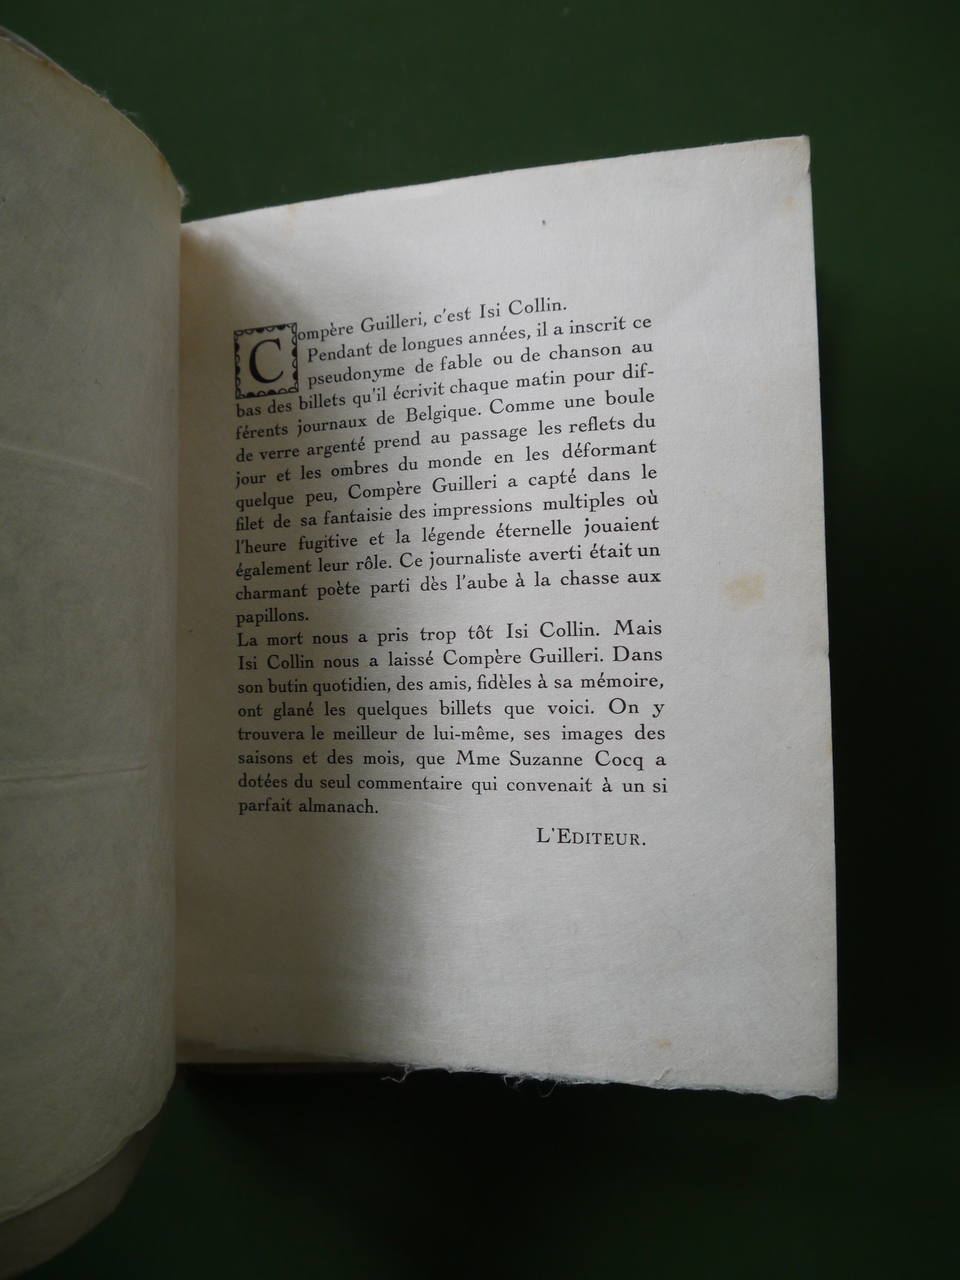 Compère Guilleri, c'est Isi Collin.
Pendant de longues années, il a inscrit ce
pseudonyme de fable ou de chanson au
bas des billets qu'il écrivit chaque matin pour dif-
férents journaux de Belgique. Comme une boule
de verre argenté prend au passage les reflets du
jour et les ombres du monde en les déformant
quelque peu, Compère Guilleri a capté dans le
filet de sa fantaisie des impressions multiples où
l'heure fugitive et la légende éternelle jouaient
également leur rôle. Ce journaliste averti était un
charmant poète parti dès l'aube à la chasse aux
papillons.
La mort nous a pris trop tôt Isi Collin. Mais
Isi Collin nous a laissé Compère Guilleri. Dans
son butin quotidien, des amis, fidèles à sa mémoire,
ont glané les quelques billets que voici. On y
trouvera le meilleur de lui-même, ses images des
saisons et des mois, que Mme Suzanne Cocq a
dotées du seul commentaire qui convenait à un si
parfait almanach.
L'EDITEUR.